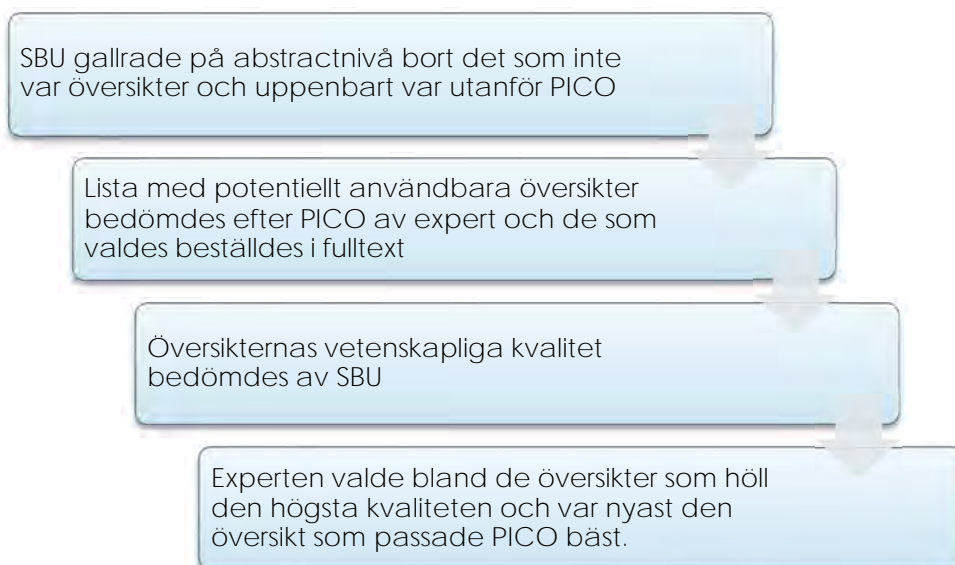 SBU gallrade på abstractnivå bort det som inte
var översikter och uppenbart var utanför PICO
Lista med potentiellt användbara översikter
bedömdes efter PICO av expert och de som
valdes beställdes i fulltext
Översikternas vetenskapliga kvalitet
bedömdes av SBU
Experten valde bland de översikter som höll
den högsta kvaliteten och var nyast den
översikt som passade PICO bäst.